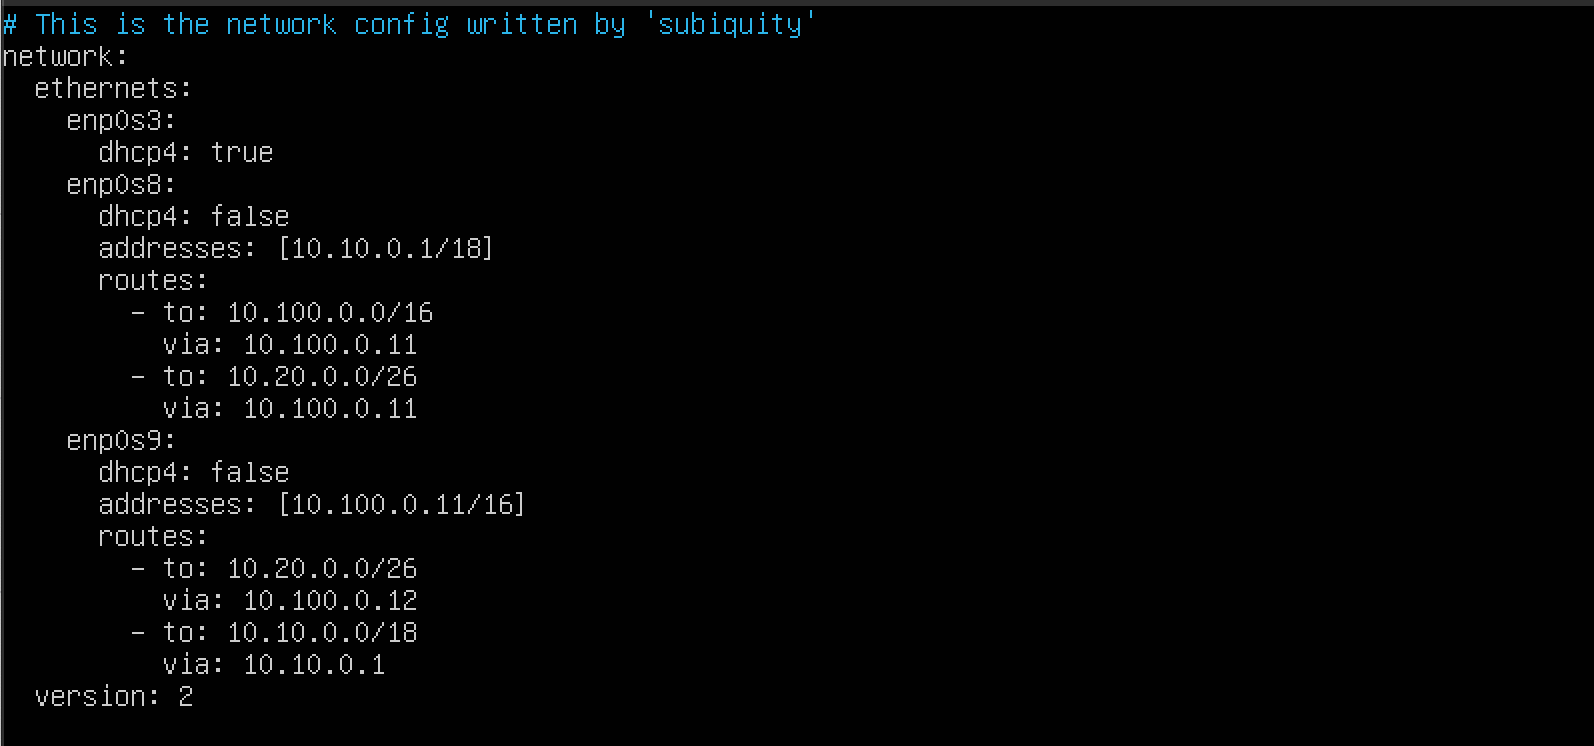 # This is the network config written by 'subiquity'
network:
  ethernets:
    enp0s3:
      dhcp4: true
    enp0s8:
      dhcp4: false
      addresses: [10.10.0.1/18]
      routes:
        - to: 10.100.0.0/16
          via: 10.100.0.11
        - to: 10.20.0.0/26
          via: 10.100.0.11
    enp0s9:
      dhcp4: false
      addresses: [10.100.0.11/16]
      routes:
        - to: 10.20.0.0/26
          via: 10.100.0.12
        - to: 10.10.0.0/18
          via: 10.10.0.1
  version: 2